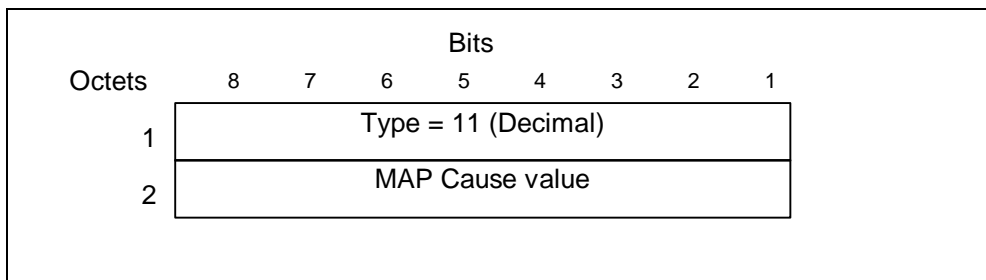 Bits
Octets 8 7 6 5 4 3 2 1
1 Type = 11 (Decimal)
2 MAP Cause value